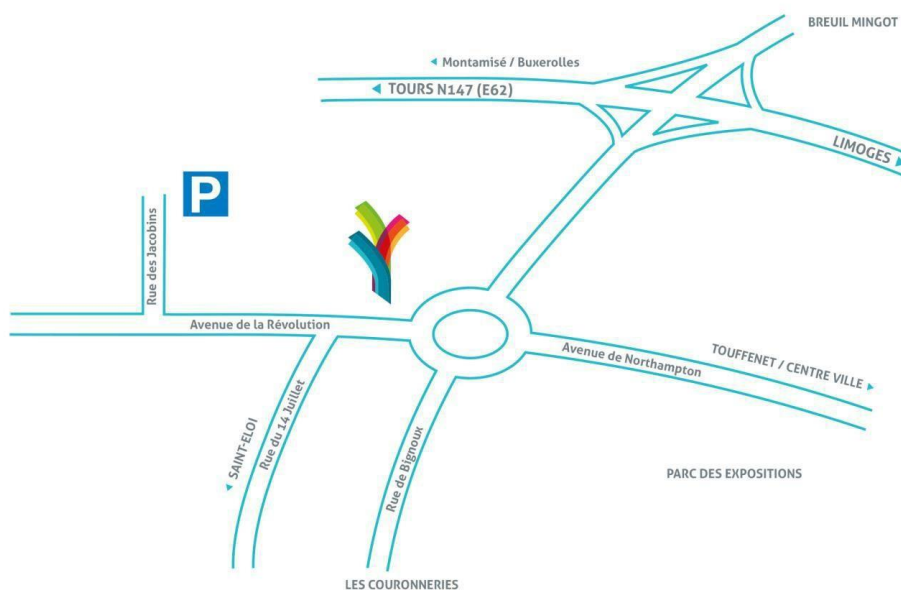 BREUIL MINGOT
Montamisé / Buxerolles
TOURS N147 (E62)
LIMOGES
P
Rue des Jacobins
Avenue de la Révolution
Avenue de Northampton
TOUFFENET / CENTRE VILLE
SAINT-ELOI
Rue du 14 Juillet
Rue de Bignoux
PARC DES EXPOSITIONS
LES COURONNERIES